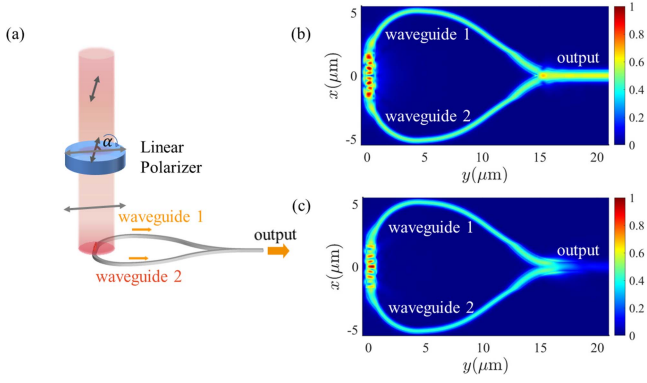 (a)
α
Linear
Polarizer
waveguide 1
output
waveguide 2
(b)
waveguide 1
output
waveguide 2
x(μm)
5
0
-5
0
5
10
15
20
y(μm)
1
0.8
0.6
0.4
0.2
0
(c)
waveguide 1
output
waveguide 2
x(μm)
5
0
-5
0
5
10
15
20
y(μm)
1
0.8
0.6
0.4
0.2
0